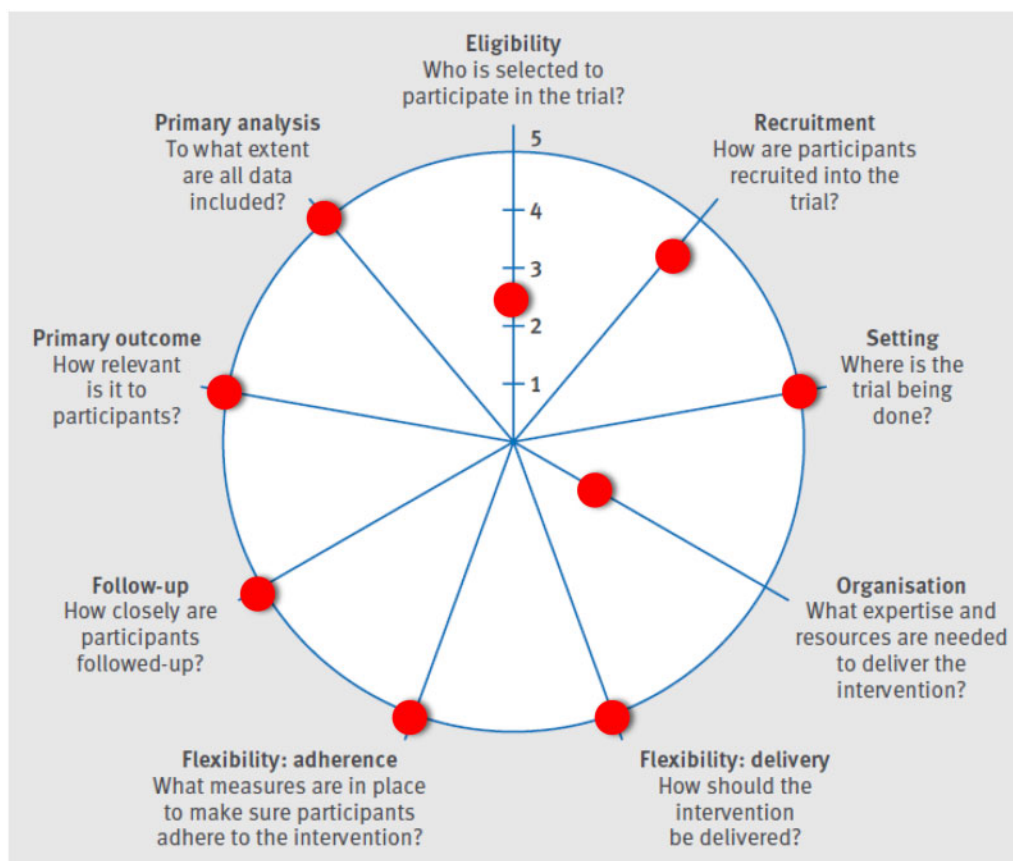 Eligibility
Who is selected to
participate in the trial?
Recruitment
How are participants
recruited into the
trial?
Setting
Where is the
trial being
done?
Organisation
What expertise and
resources are needed
to deliver the
intervention?
Flexibility: delivery
How should the
intervention
be delivered?
Flexibility: adherence
What measures are in place
to make sure participants
adhere to the intervention?
Follow-up
How closely are
participants
followed-up?
Primary outcome
How relevant
is it to
participants?
Primary analysis
To what extent
are all data
included?
5
4
3
2
1